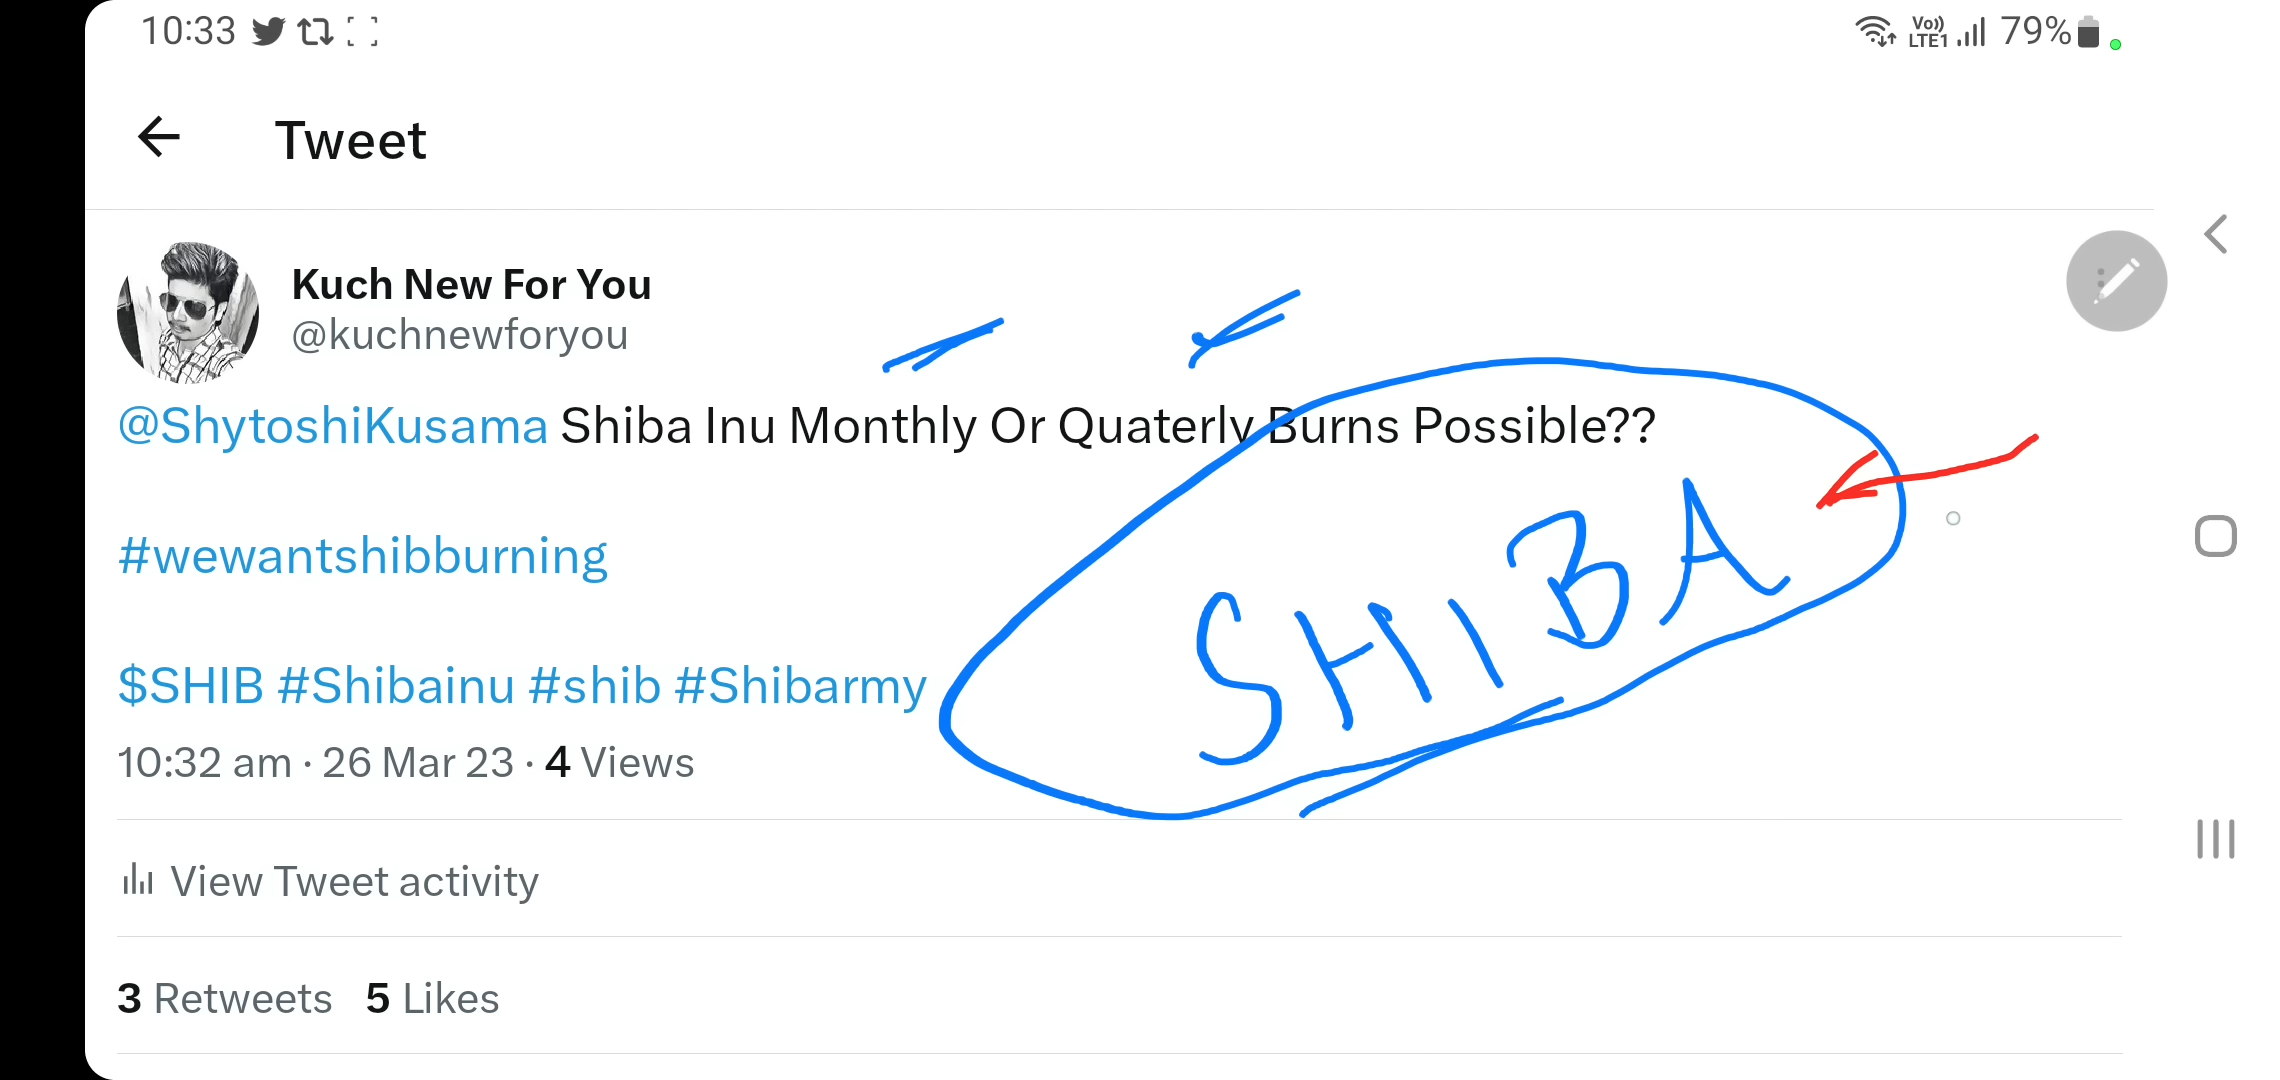 10:33 Vo)) LTE1 79%
Tweet
Kuch New For You
@kuchnewforyou
@ShytoshiKusama Shiba Inu Monthly Or Quaterly Burns Possible??
#wewantshibburning
SHIBA
$SHIB #Shibainu #shib #Shibarmy
10:32 am · 26 Mar 23 · 4 Views
View Tweet activity
3 Retweets 5 Likes